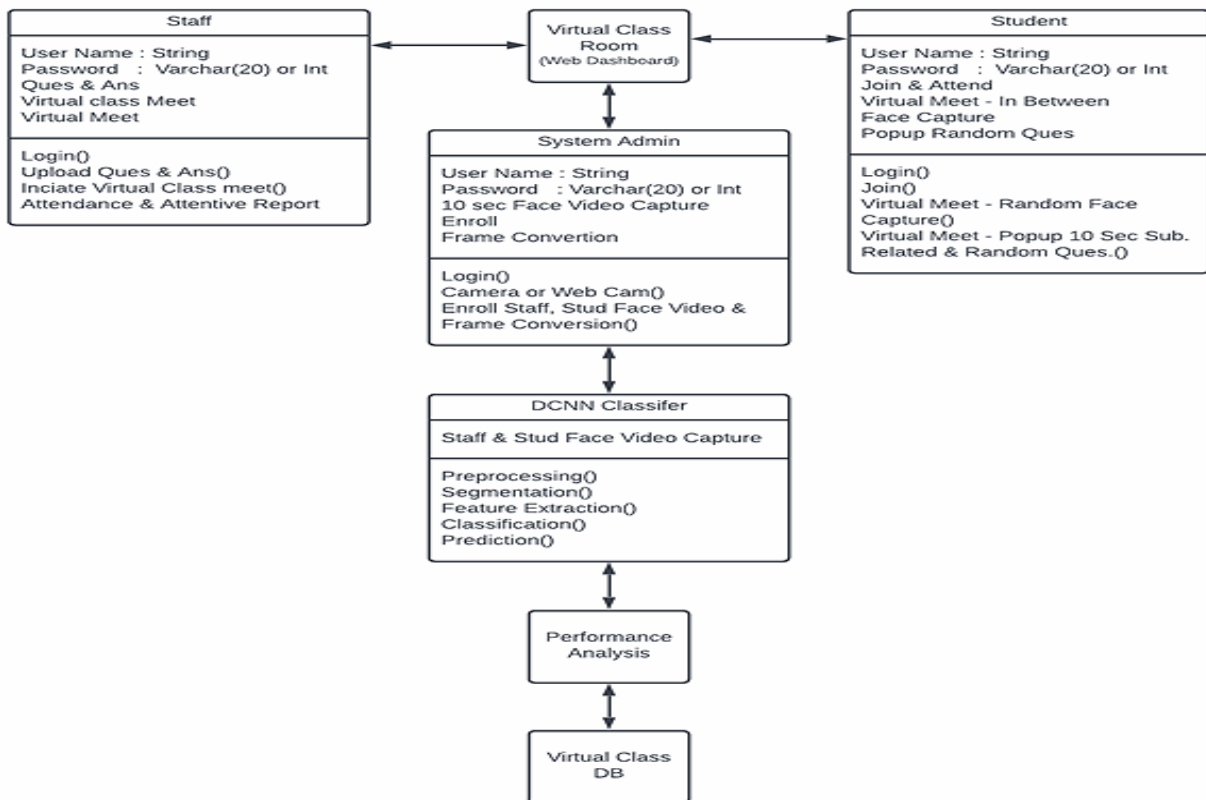 Staff
User Name : String
Password : Varchar(20) or Int
Ques & Ans
Virtual class Meet
Virtual Meet
Login()
Upload Ques & Ans()
Inciate Virtual Class meet()
Attendance & Attentive Report
Virtual Class
Room
(Web Dashboard)
Student
User Name : String
Password : Varchar(20) or Int
Join & Attend
Virtual Meet - In Between
Face Capture
Popup Random Ques
Login()
Join()
Virtual Meet - Random Face
Capture()
Virtual Meet - Popup 10 Sec Sub.
Related & Random Ques.()
System Admin
User Name : String
Password : Varchar(20) or Int
10 sec Face Video Capture
Enroll
Frame Convertion
Login()
Camera or Web Cam()
Enroll Staff, Stud Face Video &
Frame Conversion()
DCNN Classifer
Staff & Stud Face Video Capture
Preprocessing()
Segmentation()
Feature Extraction()
Classification()
Prediction()
Performance
Analysis
Virtual Class
DB